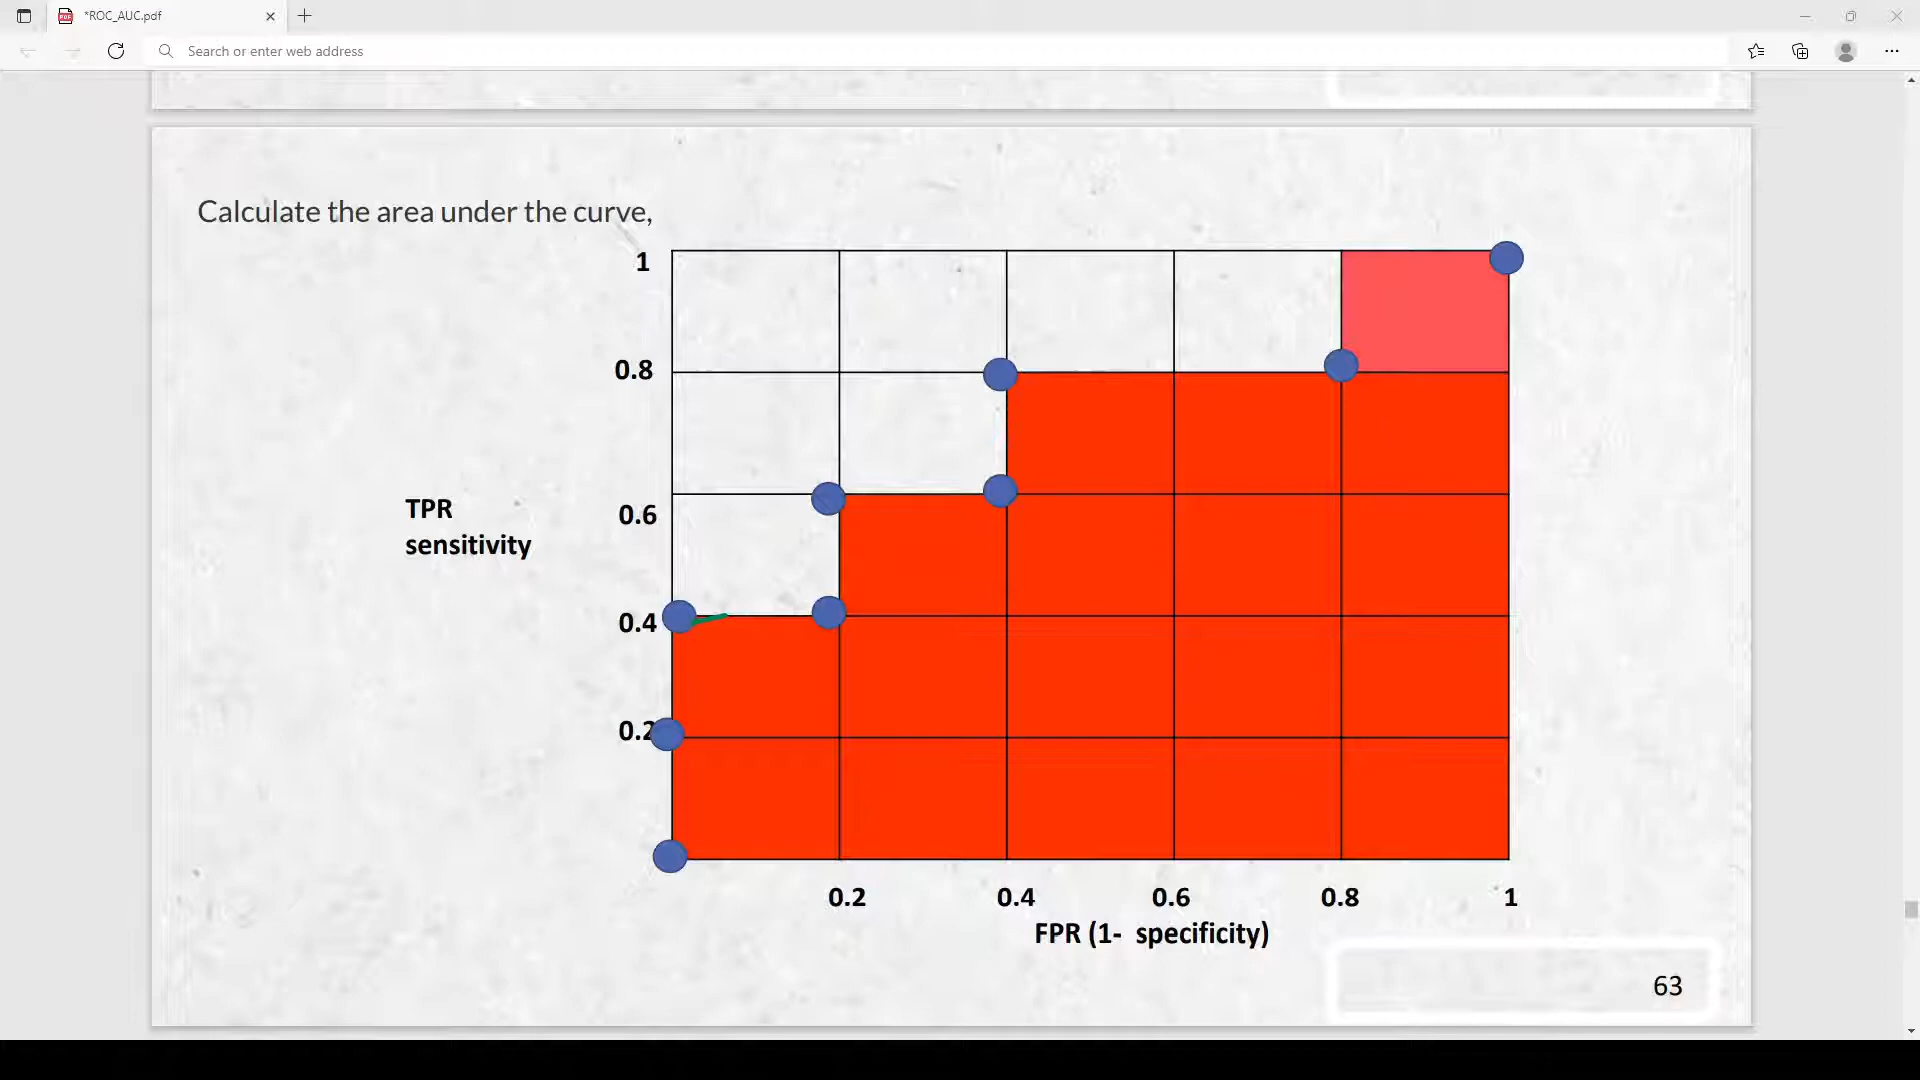 *ROC_AUC.pdf
Search or enter web address
Calculate the area under the curve,
1
0.8
0.6
0.4
0.2
TPR
sensitivity
0.2 0.4 0.6 0.8 1
FPR (1- specificity)
63